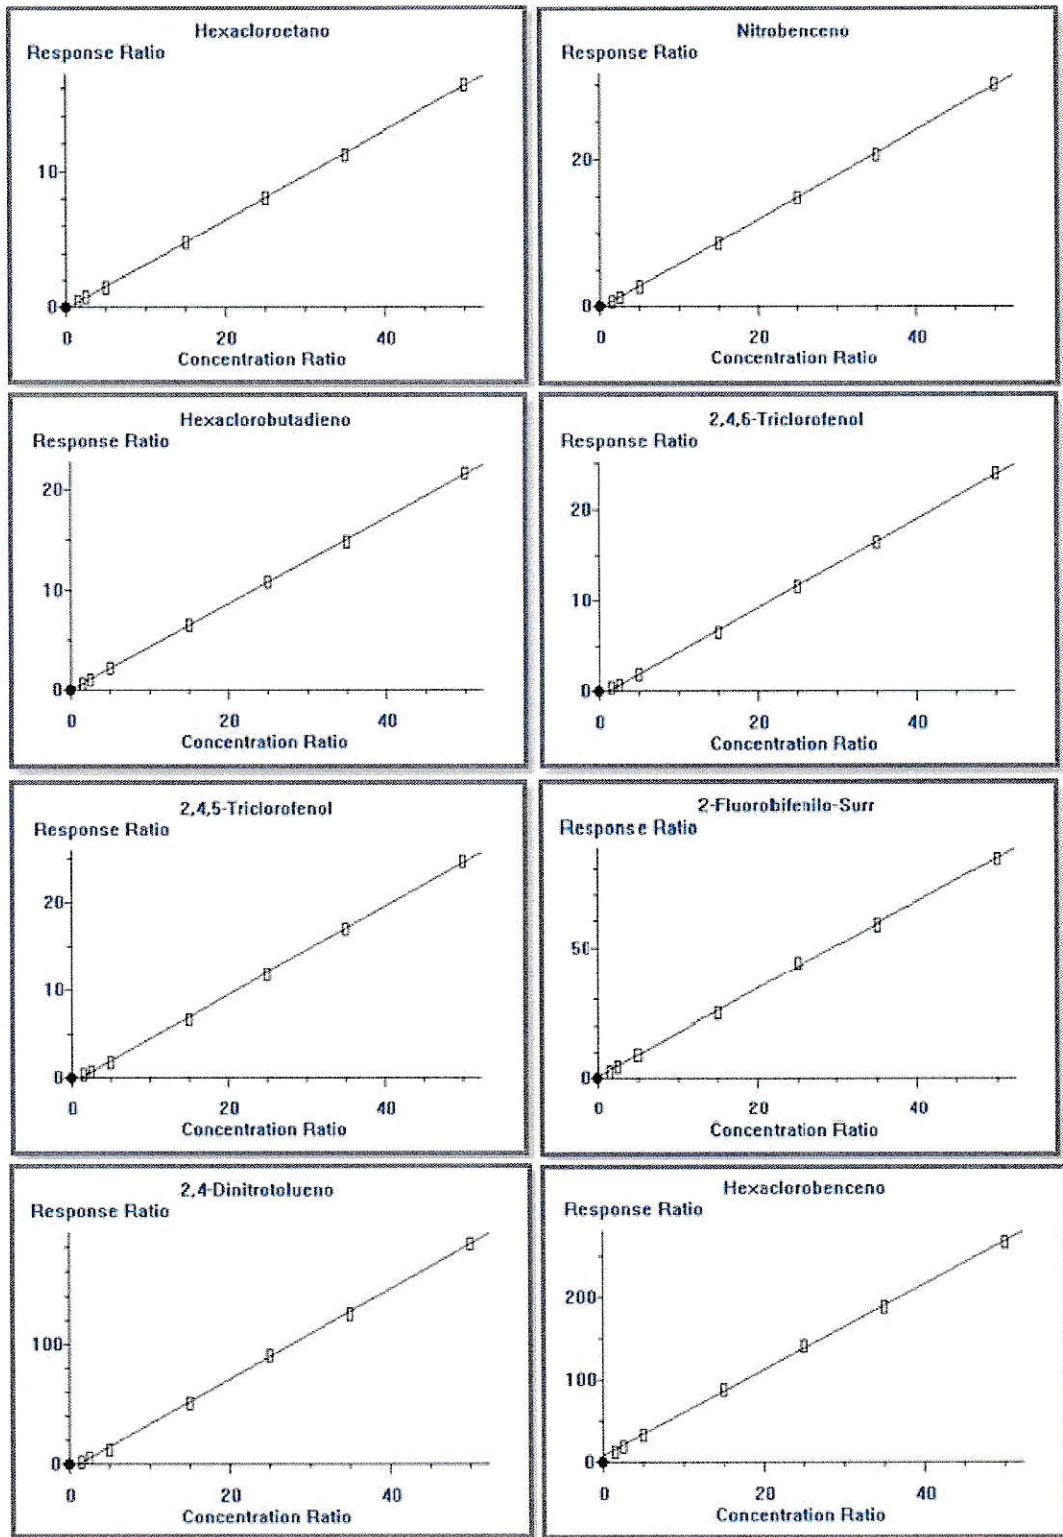 Hexacloroetano
Response Ratio
10
0
0 20 40
Concentration Ratio
Nitrobenceno
Response Ratio
20
0
0 20 40
Concentration Ratio
Hexaclorobutadieno
Response Ratio
20
10
0
0 20 40
Concentration Ratio
2,4,6-Triclorofenol
Response Ratio
20
10
0
0 20 40
Concentration Ratio
2,4,5-Triclorofenol
Response Ratio
20
10
0
0 20 40
Concentration Ratio
2-Fluorobifenilo-Surr
Response Ratio
50
0
0 20 40
Concentration Ratio
2,4-Dinitrotolueno
Response Ratio
100
0
0 20 40
Concentration Ratio
Hexaclorobenceno
Response Ratio
200
100
0
0 20 40
Concentration Ratio